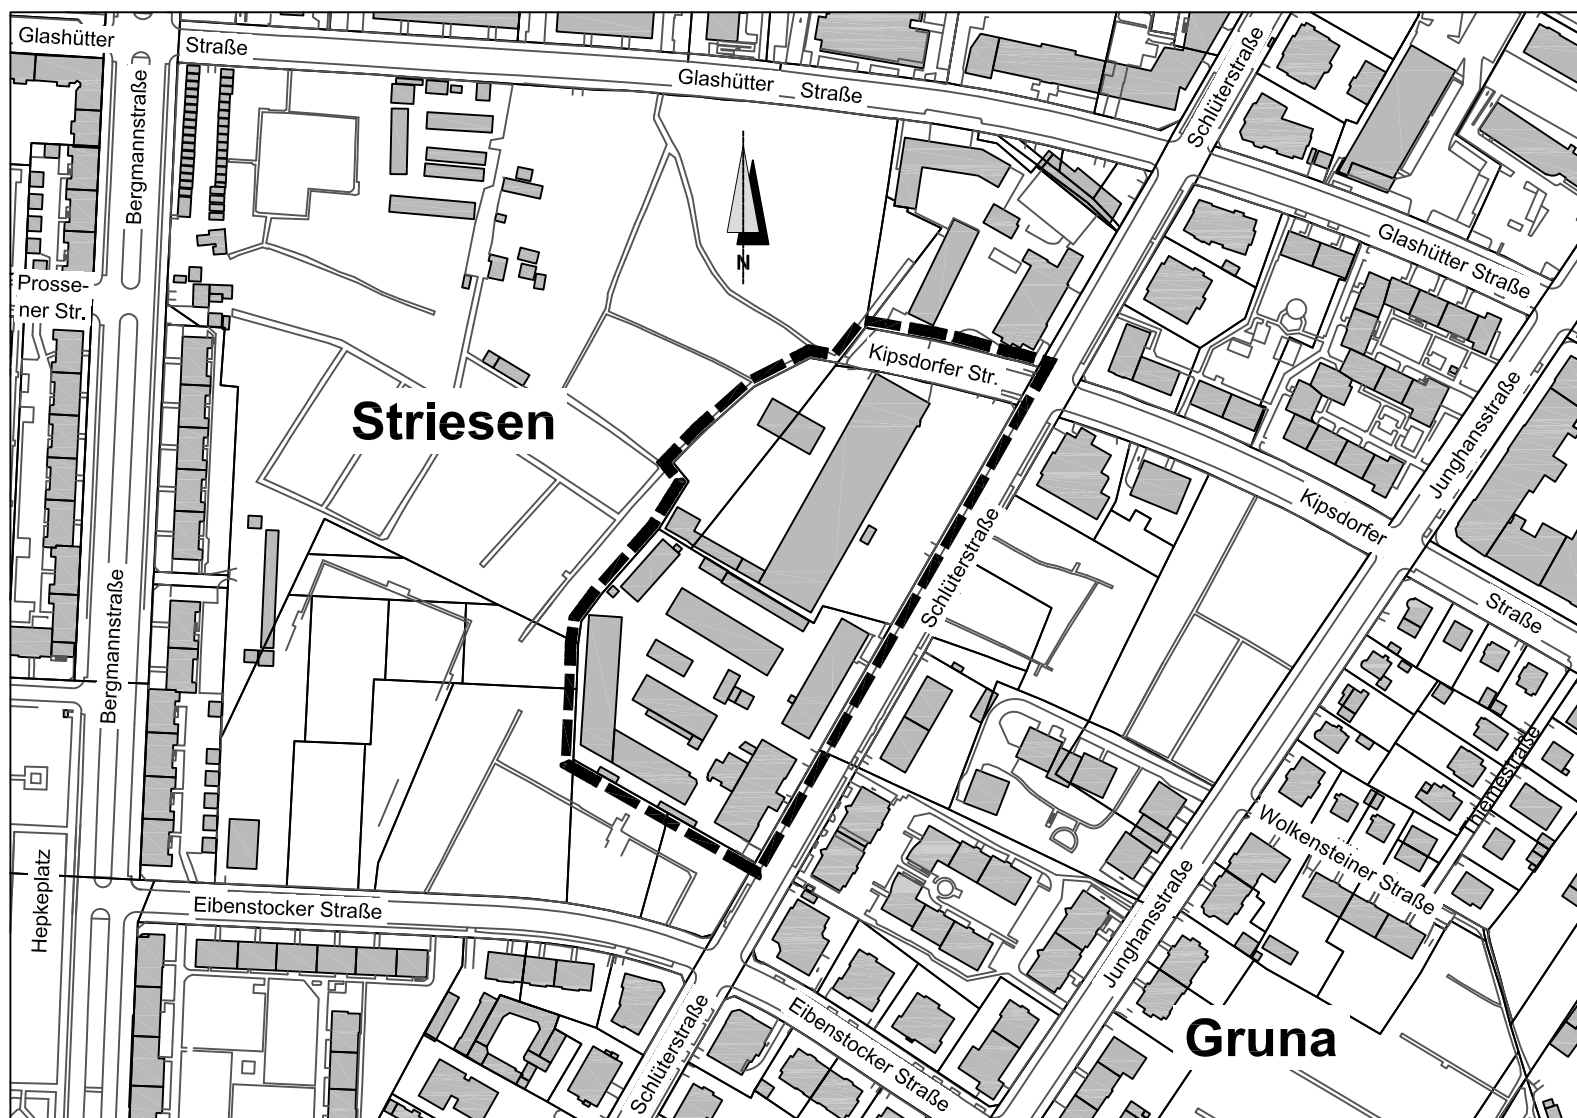 Glashütter
Straße
Glashütter
Straße
Schlüterstraße
Bergmannstraße
N
Glashütter Straße
Prosse-
ner Str.
Kipsdorfer Str.
Striesen
Junghansstraße
Kipsdorfer
Straße
Schlüterstraße
Bergmannstraße
Thiemestraße
Wolkensteiner Straße
Hepkeplatz
Eibenstocker Straße
Junghansstraße
Schlüterstraße
Eibenstocker Straße
Gruna